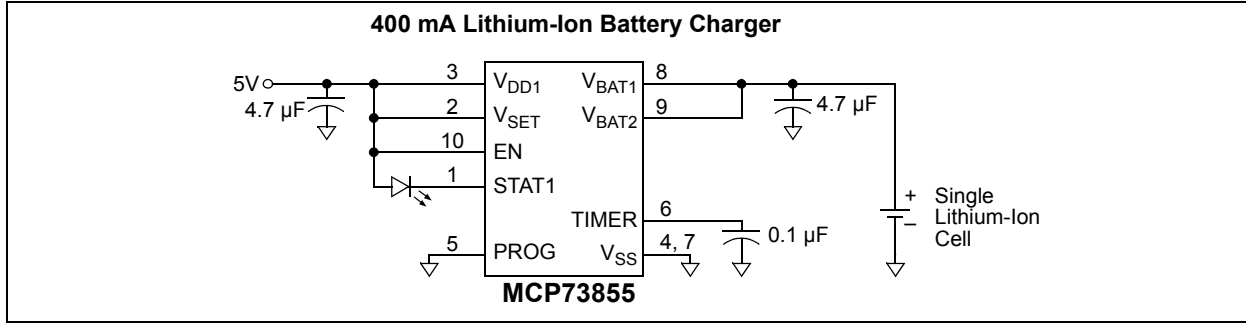 400 mA Lithium-Ion Battery Charger
5V
4.7 µF
3
VDD1
2
VSET
10
EN
1
STAT1
5
PROG
VBAT1
8
VBAT2
9
4.7 µF
TIMER
6
0.1 µF
VSS
4, 7
+ Single
– Lithium-Ion
Cell
MCP73855